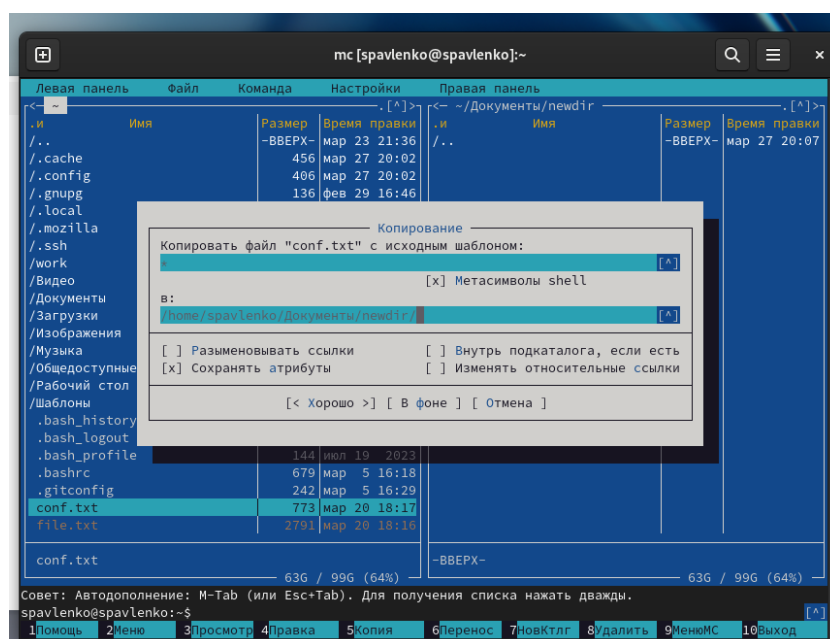 mc [spavlenko@spavlenko]:~
Левая панель Файл Команда Настройки Правая панель
<— ~ .[^]> <— ~/Документы/newdir .[^]>
.и Имя Размер Время правки .и Имя Размер Время правки
/.. -ВВЕРХ- мар 23 21:36 /.. -ВВЕРХ- мар 27 20:07
/.cache 456 мар 27 20:02
/.config 406 мар 27 20:02
/.gnupg 136 фев 29 16:46
/.local
/.mozilla
/.ssh
/work
/Видео
/Документы
/Загрузки
/Изображения
/Музыка
/Общедоступные
/Рабочий стол
/Шаблоны
.bash_history
.bash_logout
.bash_profile 144 июл 19 2023
.bashrc 679 мар 5 16:18
.gitconfig 242 мар 5 16:29
conf.txt 773 мар 20 18:17
file.txt 2791 мар 20 18:16
Копирование
Копировать файл "conf.txt" с исходным шаблоном:
* [^]
[x] Метасимволы shell
в:
/home/spavlenko/Документы/newdir/ [^]
[ ] Разыменовывать ссылки [ ] Внутрь подкаталога, если есть
[x] Сохранять атрибуты [ ] Изменять относительные ссылки
[< Хорошо >] [ В фоне ] [ Отмена ]
conf.txt -ВВЕРХ-
63G / 99G (64%) 63G / 99G (64%)
Совет: Автодополнение: M-Tab (или Esc+Tab). Для получения списка нажать дважды.
spavlenko@spavlenko:~$ [^]
1Помощь 2Меню 3Просмотр 4Правка 5Копия 6Перенос 7НовКтлг 8Удалить 9МенюМС 10Выход